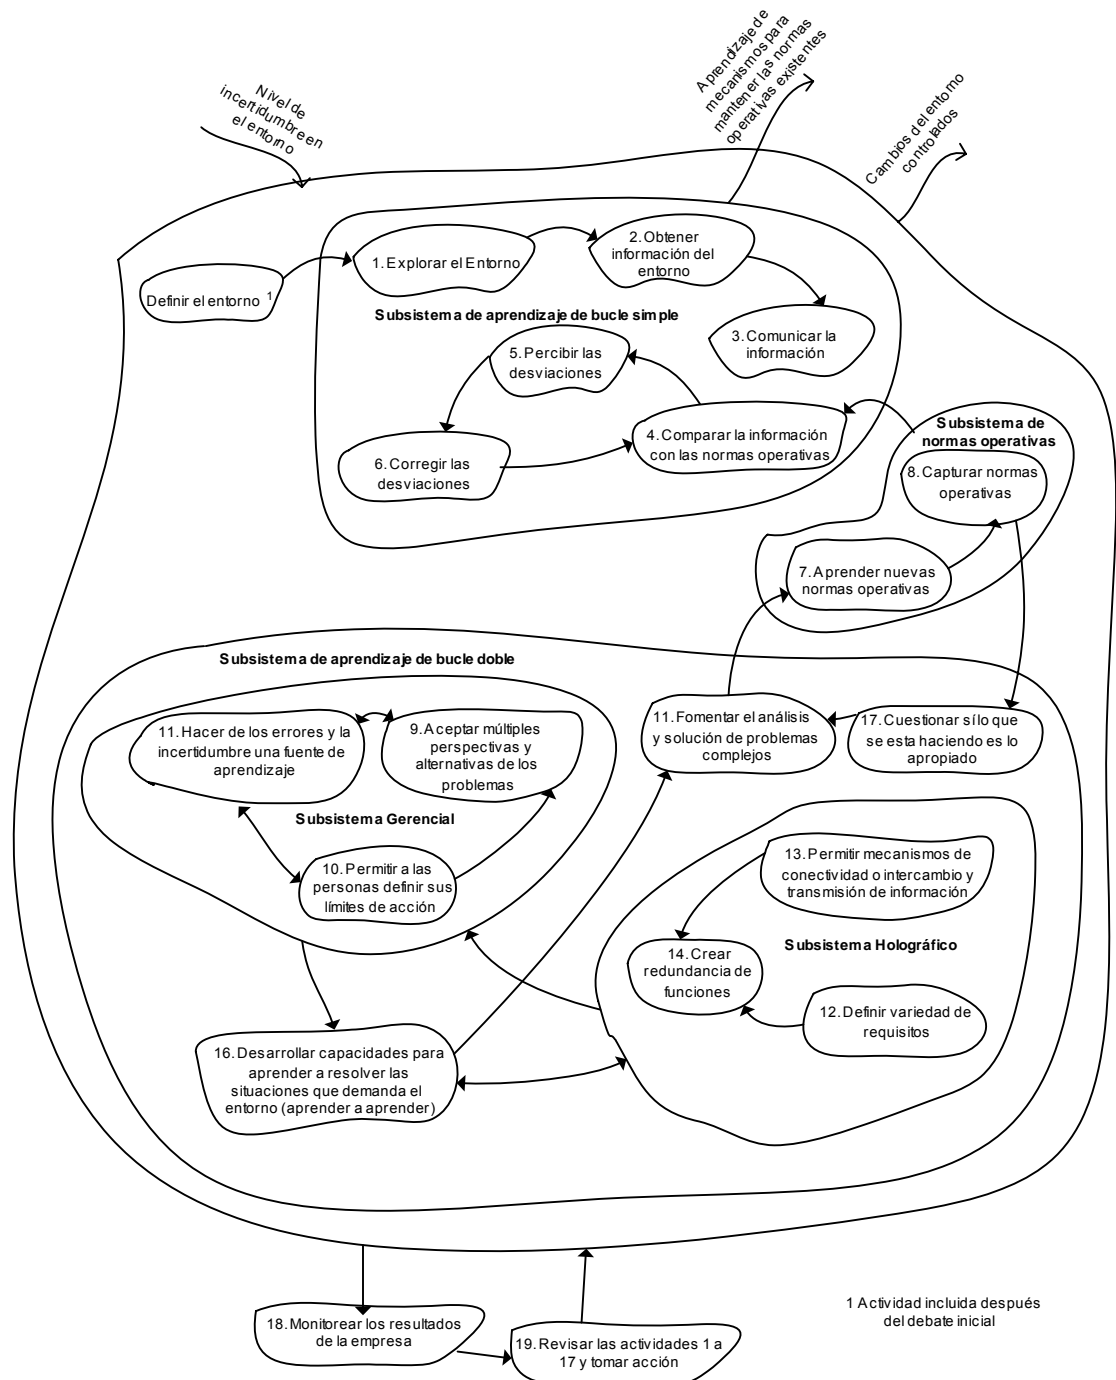 Nivel de
incertidumbre en
el entorno
Aprendizaje de
mecanismos para
mantener las normas
operativas existentes
Cambios del entorno
controlados
Definir el entorno 1
1. Explorar el Entorno
2. Obtener
información del
entorno
Subsistema de aprendizaje de bucle simple
3. Comunicar la
información
5. Percibir las
desviaciones
4. Comparar la información
con las normas operativas
6. Corregir las
desviaciones
Subsistema de
normas operativas
8. Capturar normas
operativas
7. Aprender nuevas
normas operativas
Subsistema de aprendizaje de bucle doble
11. Hacer de los errores y la
incertidumbre una fuente de
aprendizaje
9. Aceptar múltiples
perspectivas y
alternativas de los
problemas
11. Fomentar el análisis
y solución de problemas
complejos
17. Cuestionar sílo que
se esta haciendo es lo
apropiado
Subsistema Gerencial
10. Permitir a las
personas definir sus
límites de acción
13. Permitir mecanismos de
conectividad o intercambio y
transmisión de información
Subsistema Holográfico
14. Crear
redundancia de
funciones
12. Definir variedad de
requisitos
16. Desarrollar capacidades para
aprender a resolver las
situaciones que demanda el
entorno (aprender a aprender)
18. Monitorear los resultados
de la empresa
19. Revisar las actividades 1 a
17 y tomar acción
1 Actividad incluida después
del debate inicial